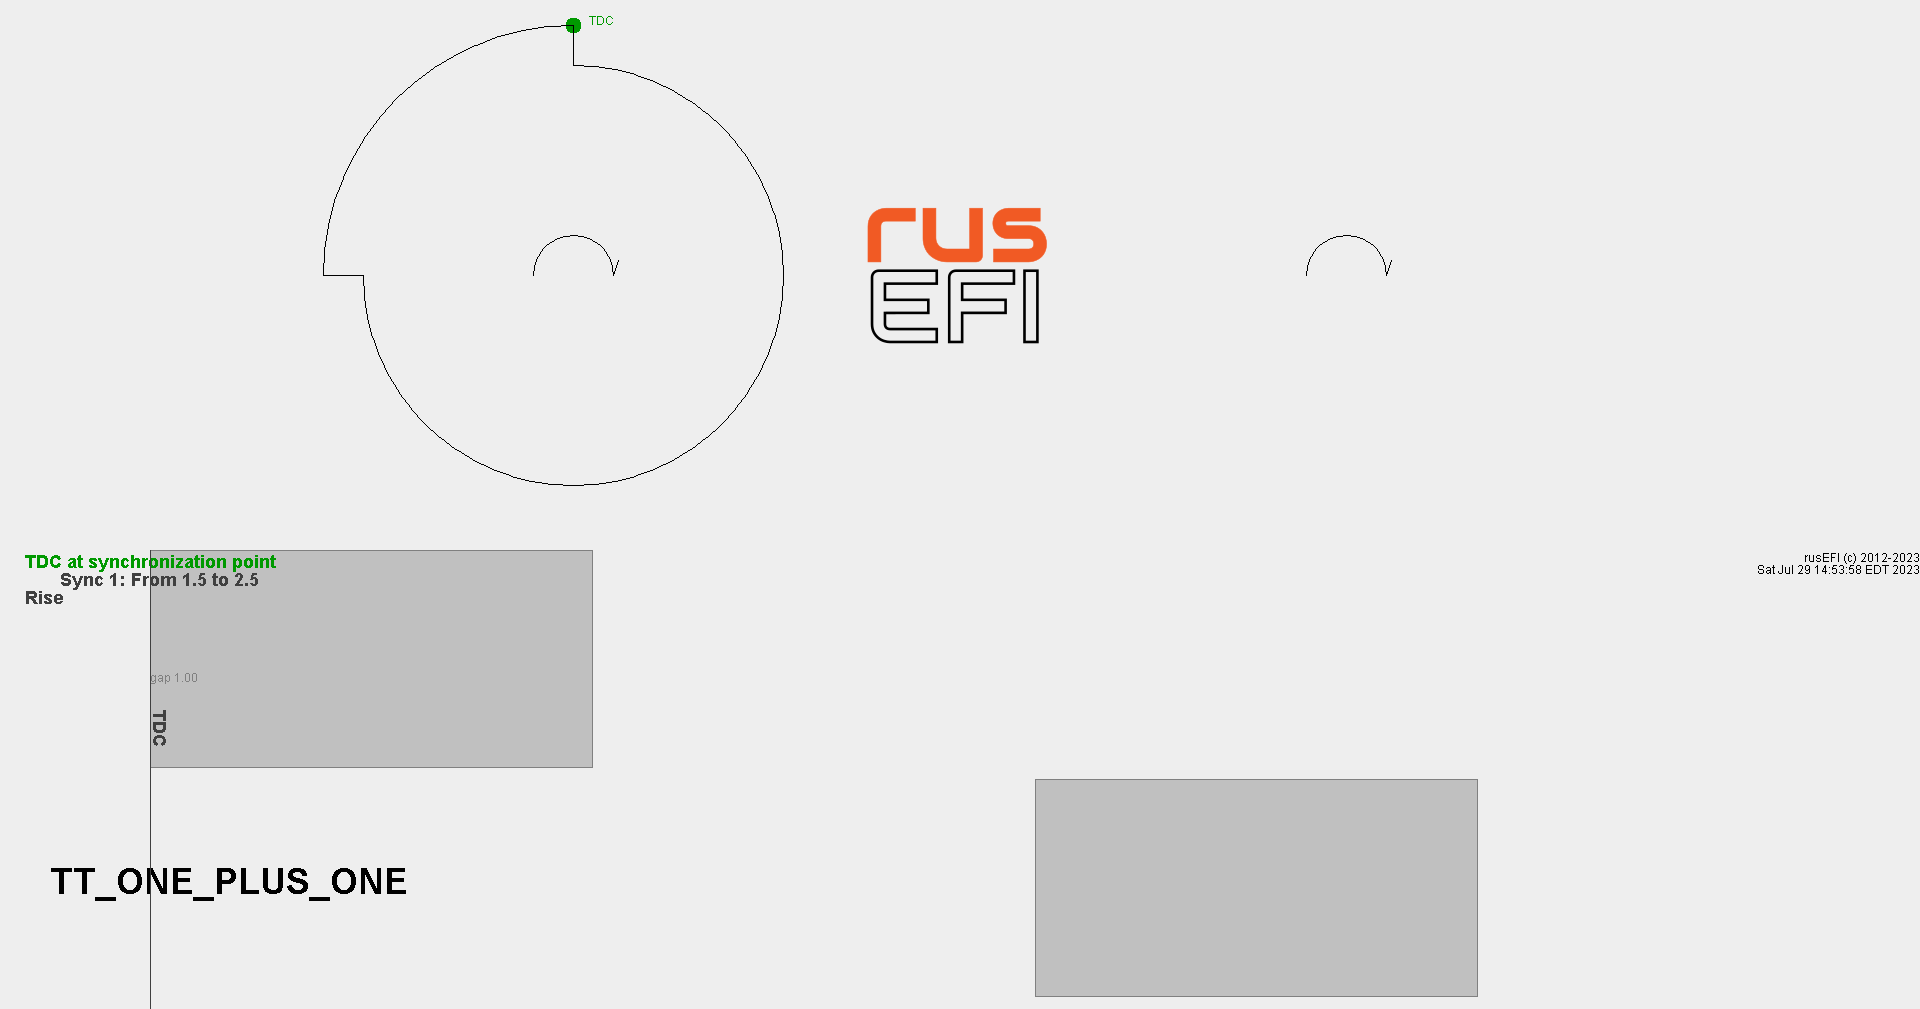 TDC
rus
EFI
TDC at synchronization point
Sync 1: From 1.5 to 2.5
Rise
rusEFI (c) 2012-2023
Sat Jul 29 14:53:58 EDT 2023
gap 1.00
TDC
TT_ONE_PLUS_ONE